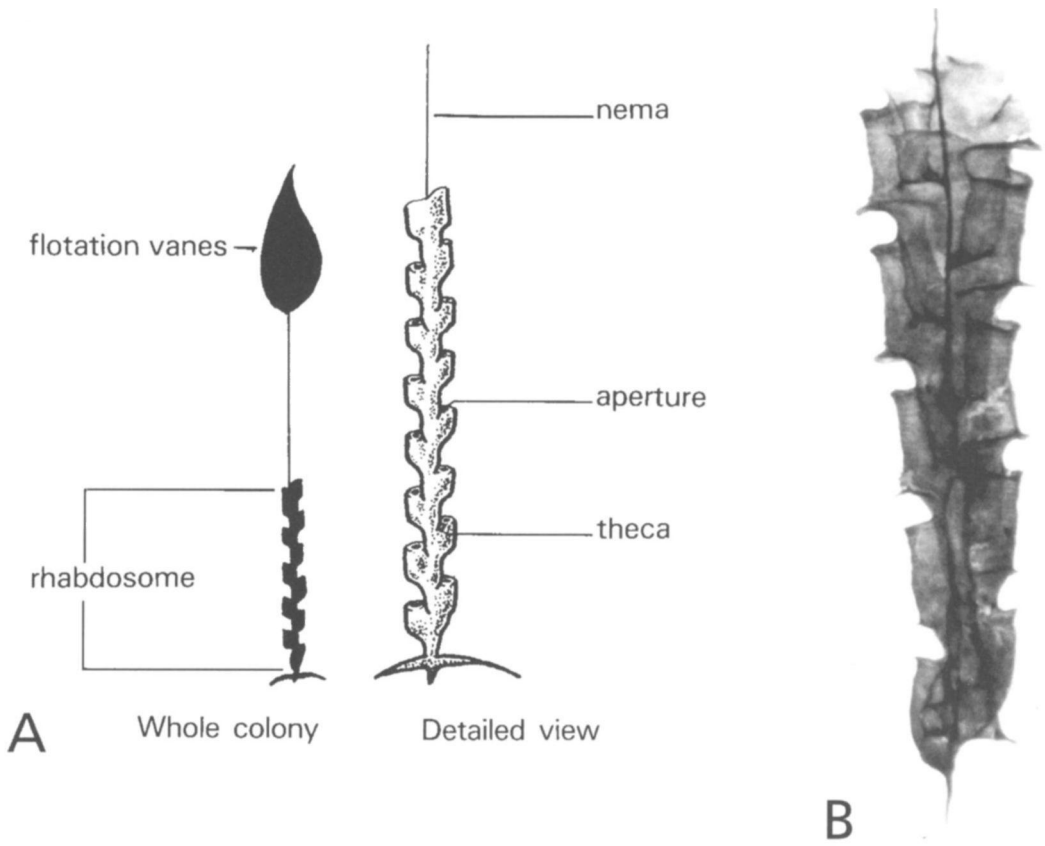 nema
flotation vanes
aperture
theca
rhabdosome
A
Whole colony
Detailed view
B